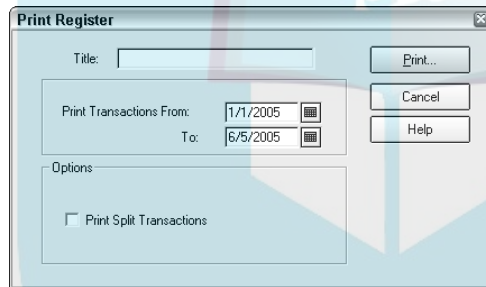 Print Register
Title:
Print...
Cancel
Help
Print Transactions From: 1/1/2005
To: 6/5/2005
Options
Print Split Transactions